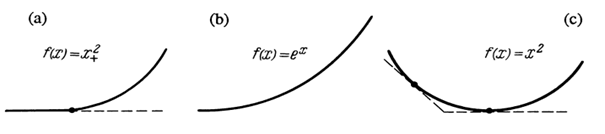 (a)
f(x)=x₊²
(b)
f(x)=eˣ
(c)
f(x)=x²